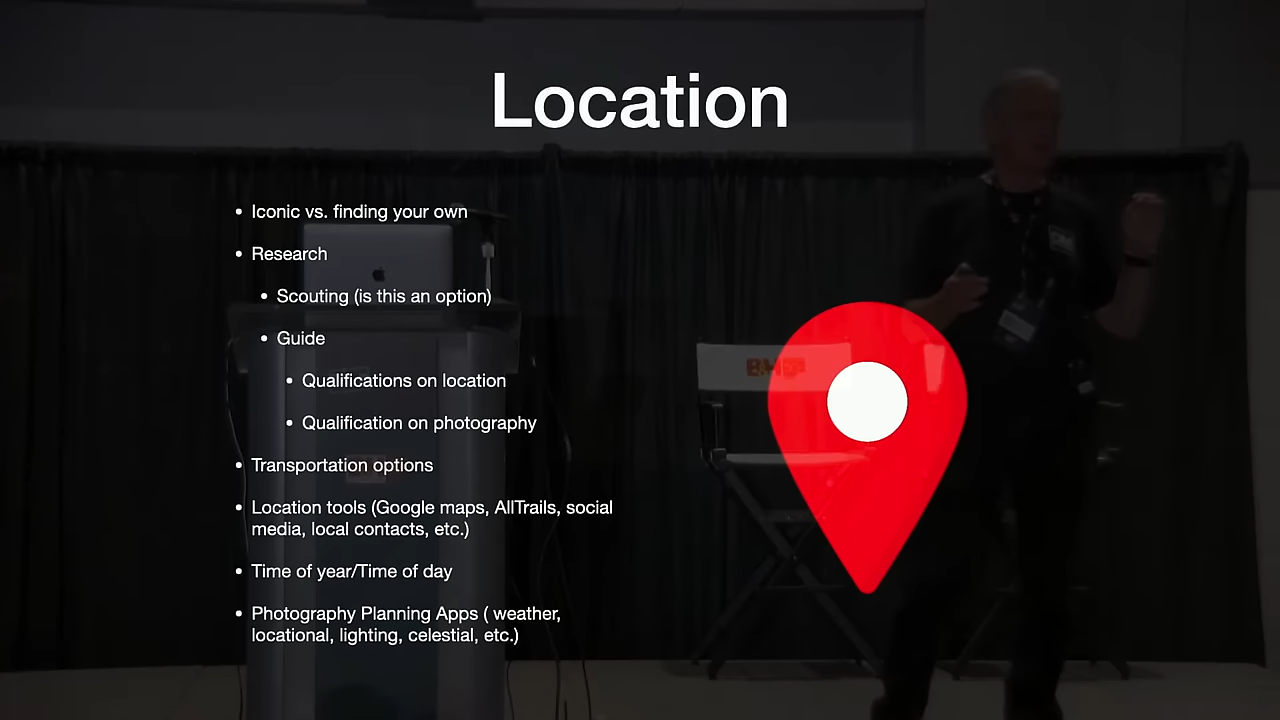 Location
• Iconic vs. finding your own
• Research
• Scouting (is this an option)
• Guide
• Qualifications on location
• Qualification on photography
• Transportation options
• Location tools (Google maps, AllTrails, social
media, local contacts, etc.)
• Time of year/Time of day
• Photography Planning Apps ( weather,
locational, lighting, celestial, etc.)